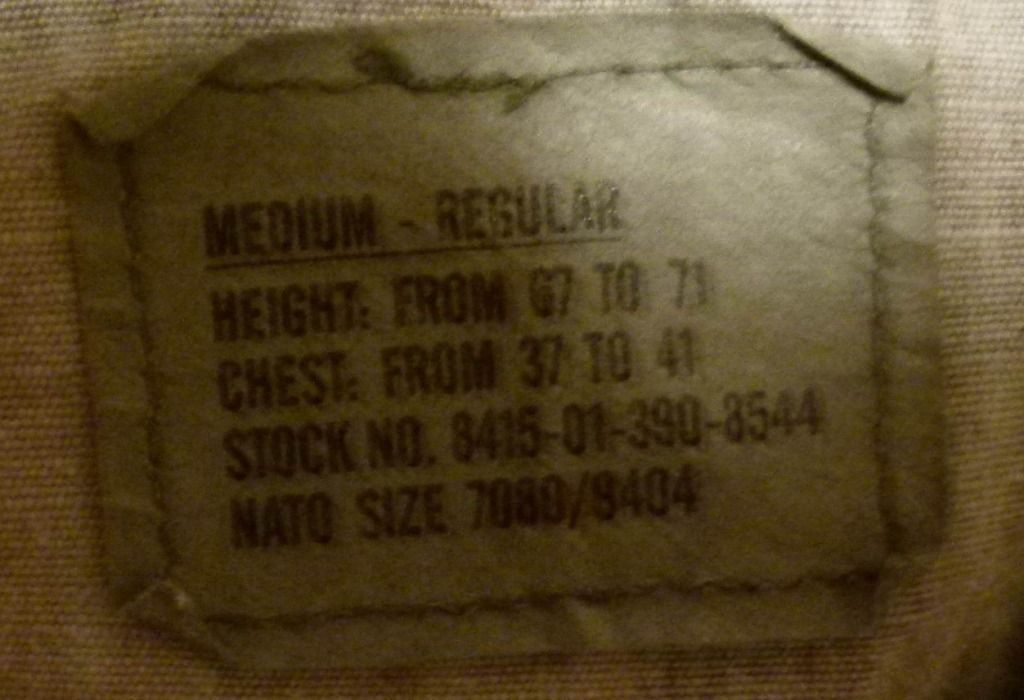 MEDIUM - REGULAR
HEIGHT: FROM 67 TO 71
CHEST: FROM 37 TO 41
STOCK NO. 8415-01-390-8544
NATO SIZE 7080/9404